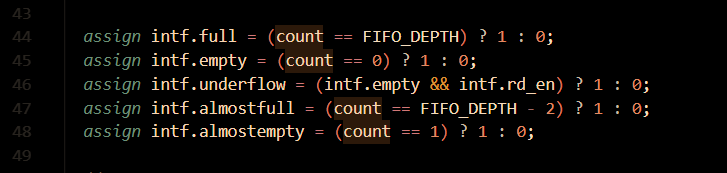 43
44 assign intf.full = (count == FIFO_DEPTH) ? 1 : 0;
45 assign intf.empty = (count == 0) ? 1 : 0;
46 assign intf.underflow = (intf.empty && intf.rd_en) ? 1 : 0;
47 assign intf.almostfull = (count == FIFO_DEPTH - 2) ? 1 : 0;
48 assign intf.almostempty = (count == 1) ? 1 : 0;
49